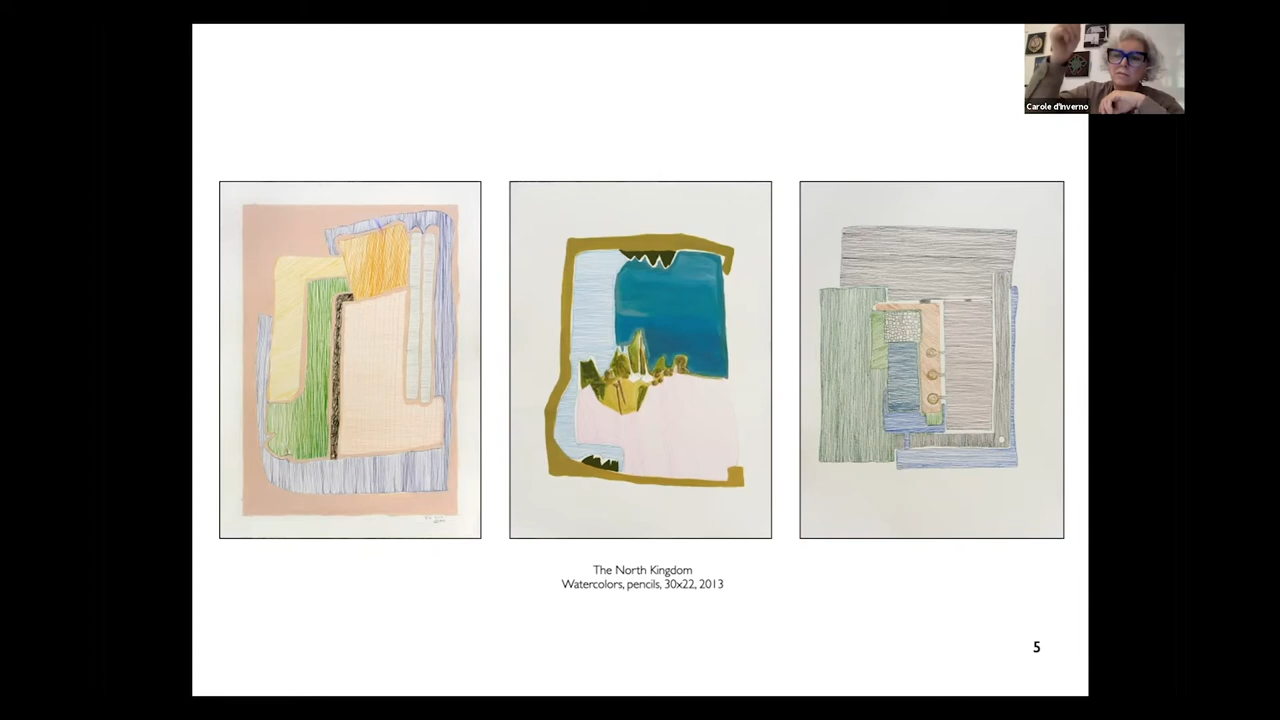 Carole d'Inverno
The North Kingdom
Watercolors, pencils, 30x22, 2013
5